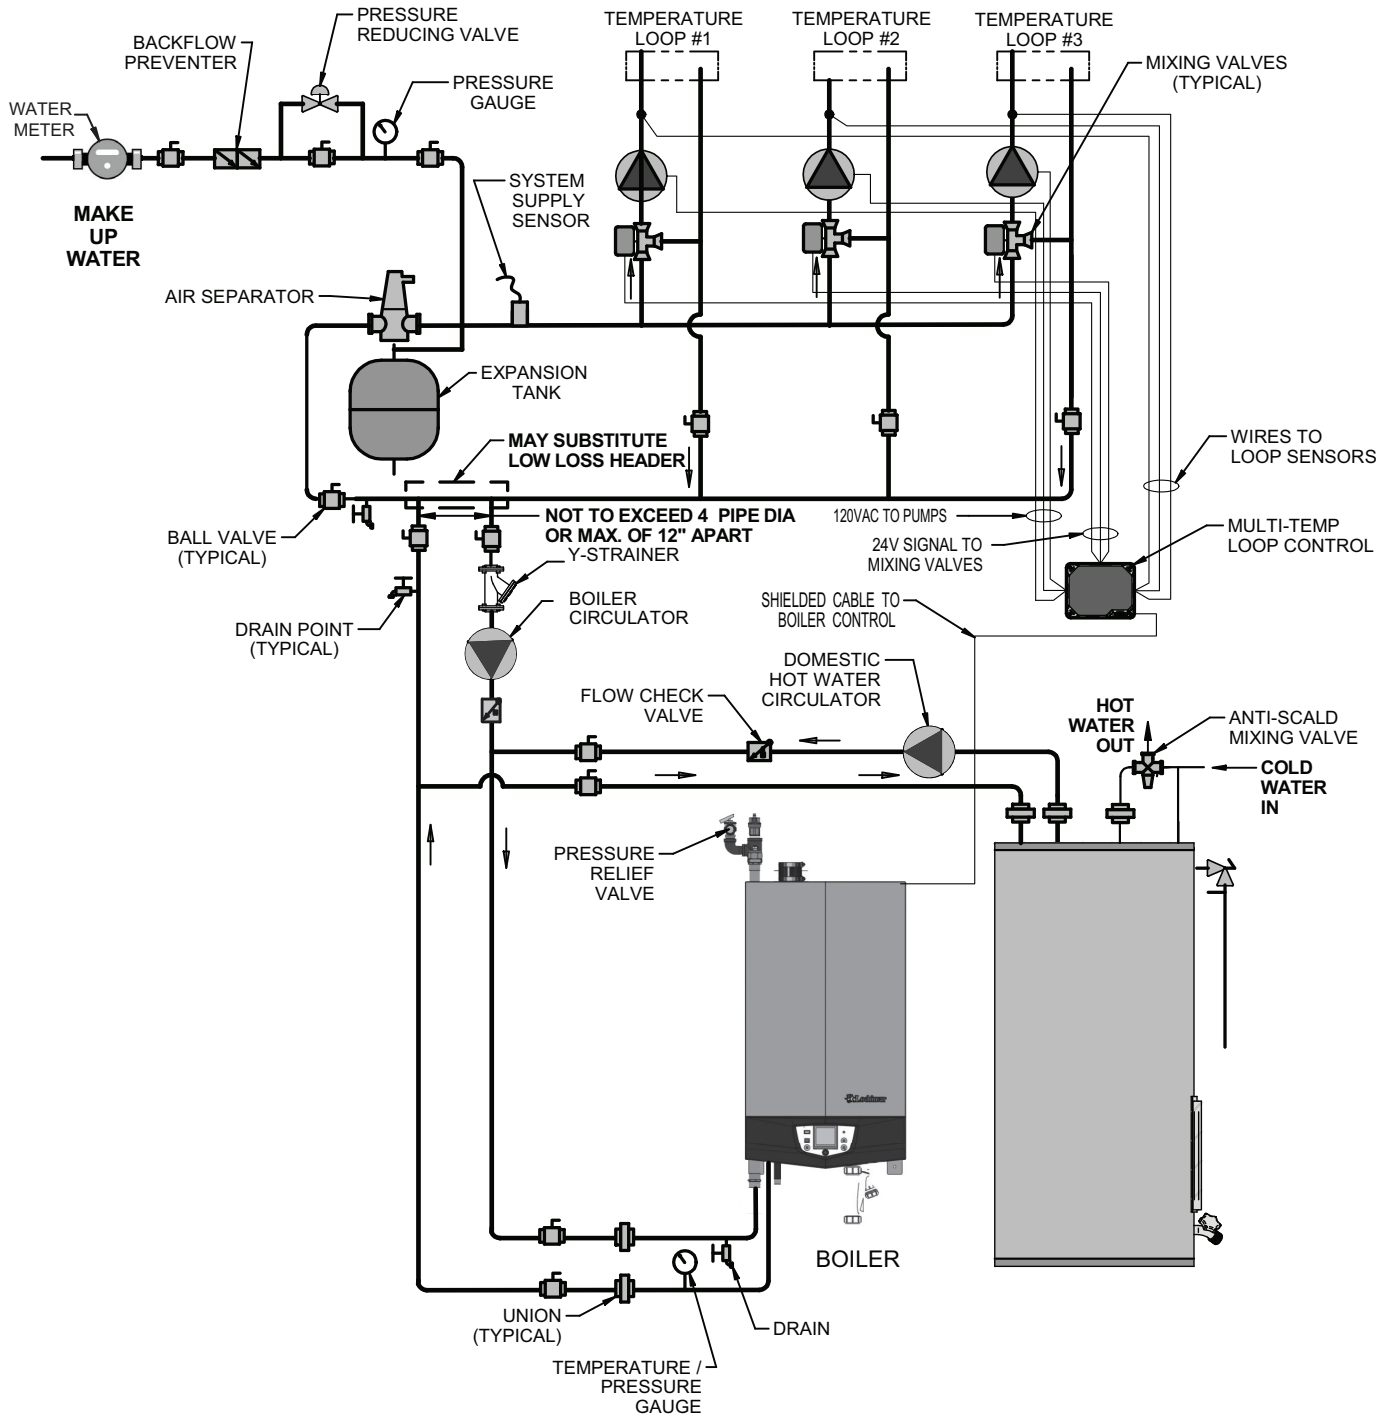 PRESSURE
REDUCING VALVE
BACKFLOW
PREVENTER
PRESSURE
GAUGE
WATER
METER
MAKE
UP
WATER
TEMPERATURE
LOOP #1
TEMPERATURE
LOOP #2
TEMPERATURE
LOOP #3
MIXING VALVES
(TYPICAL)
SYSTEM
SUPPLY
SENSOR
AIR SEPARATOR
EXPANSION
TANK
MAY SUBSTITUTE
LOW LOSS HEADER
WIRES TO
LOOP SENSORS
NOT TO EXCEED 4 PIPE DIA
OR MAX. OF 12" APART
120VAC TO PUMPS
24V SIGNAL TO
MIXING VALVES
MULTI-TEMP
LOOP CONTROL
BALL VALVE
(TYPICAL)
Y-STRAINER
BOILER
CIRCULATOR
SHIELDED CABLE TO
BOILER CONTROL
DRAIN POINT
(TYPICAL)
DOMESTIC
HOT WATER
CIRCULATOR
FLOW CHECK
VALVE
HOT
WATER
OUT
ANTI-SCALD
MIXING VALVE
COLD
WATER
IN
PRESSURE
RELIEF
VALVE
Lochinvar
BOILER
UNION
(TYPICAL)
DRAIN
TEMPERATURE /
PRESSURE
GAUGE